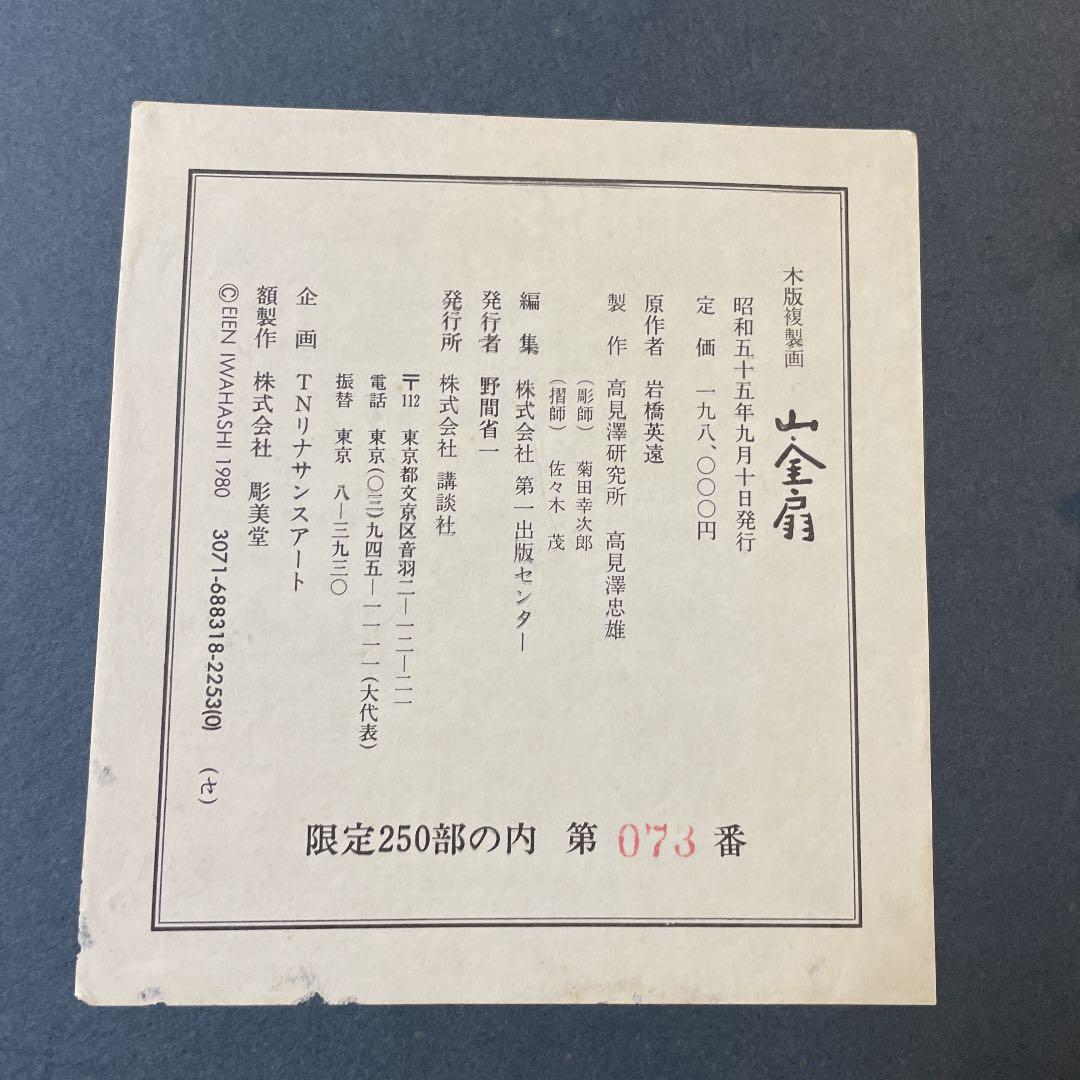 木版複製画 山金扇
昭和五十五年九月十日発行
定価 一九八、〇〇〇円
原作者 岩橋英遠
製作 高見澤研究所 高見澤忠雄
(彫師) 菊田幸次郎
(摺師) 佐々木 茂
編集 株式会社 第一出版センター
発行者 野間省一
発行所 株式会社 講談社
〒112 東京都文京区音羽二―一二―二一
電話 東京(〇三)九四五―一一一一(大代表)
振替 東京 八―三九三〇
企画 TNリナサンスアート
額製作 株式会社 彫美堂
©EIEN IWAHASHI 1980 3071-688318-2253(0) (セ)
限定250部の内 第 073 番